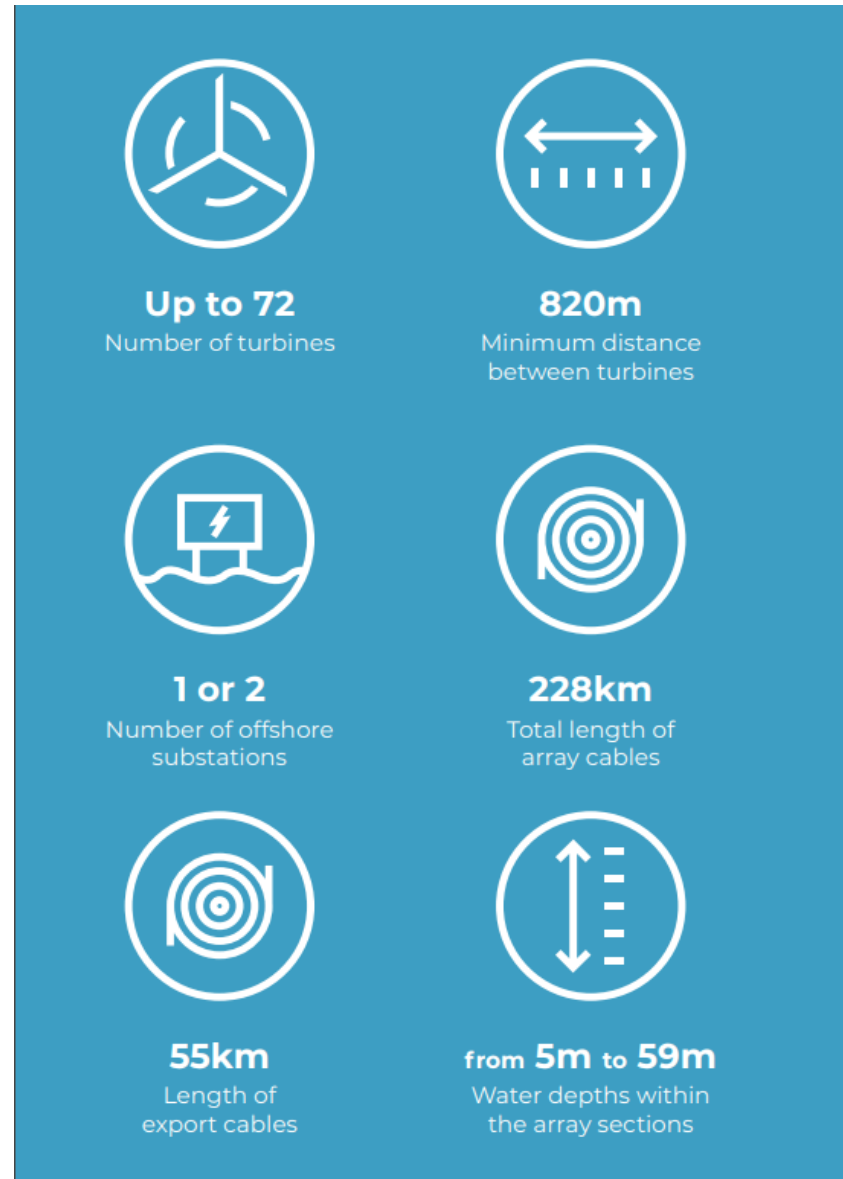 Up to 72
Number of turbines
820m
Minimum distance
between turbines
1 or 2
Number of offshore
substations
228km
Total length of
array cables
55km
Length of
export cables
from 5m to 59m
Water depths within
the array sections